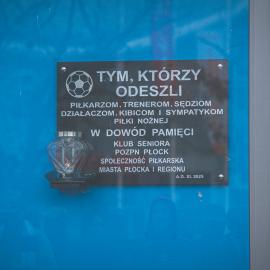 TYM, KTÓRZY
ODESZLI
PIŁKARZOM, TRENEROM, SĘDZIOM
DZIAŁACZOM, KIBICOM I SYMPATYKOM
PIŁKI NOŻNEJ
W DOWÓD PAMIĘCI
KLUB SENIORA
POZPN PŁOCK
SPOŁECZNOŚĆ PIŁKARSKA
MIASTA PŁOCKA I REGIONU